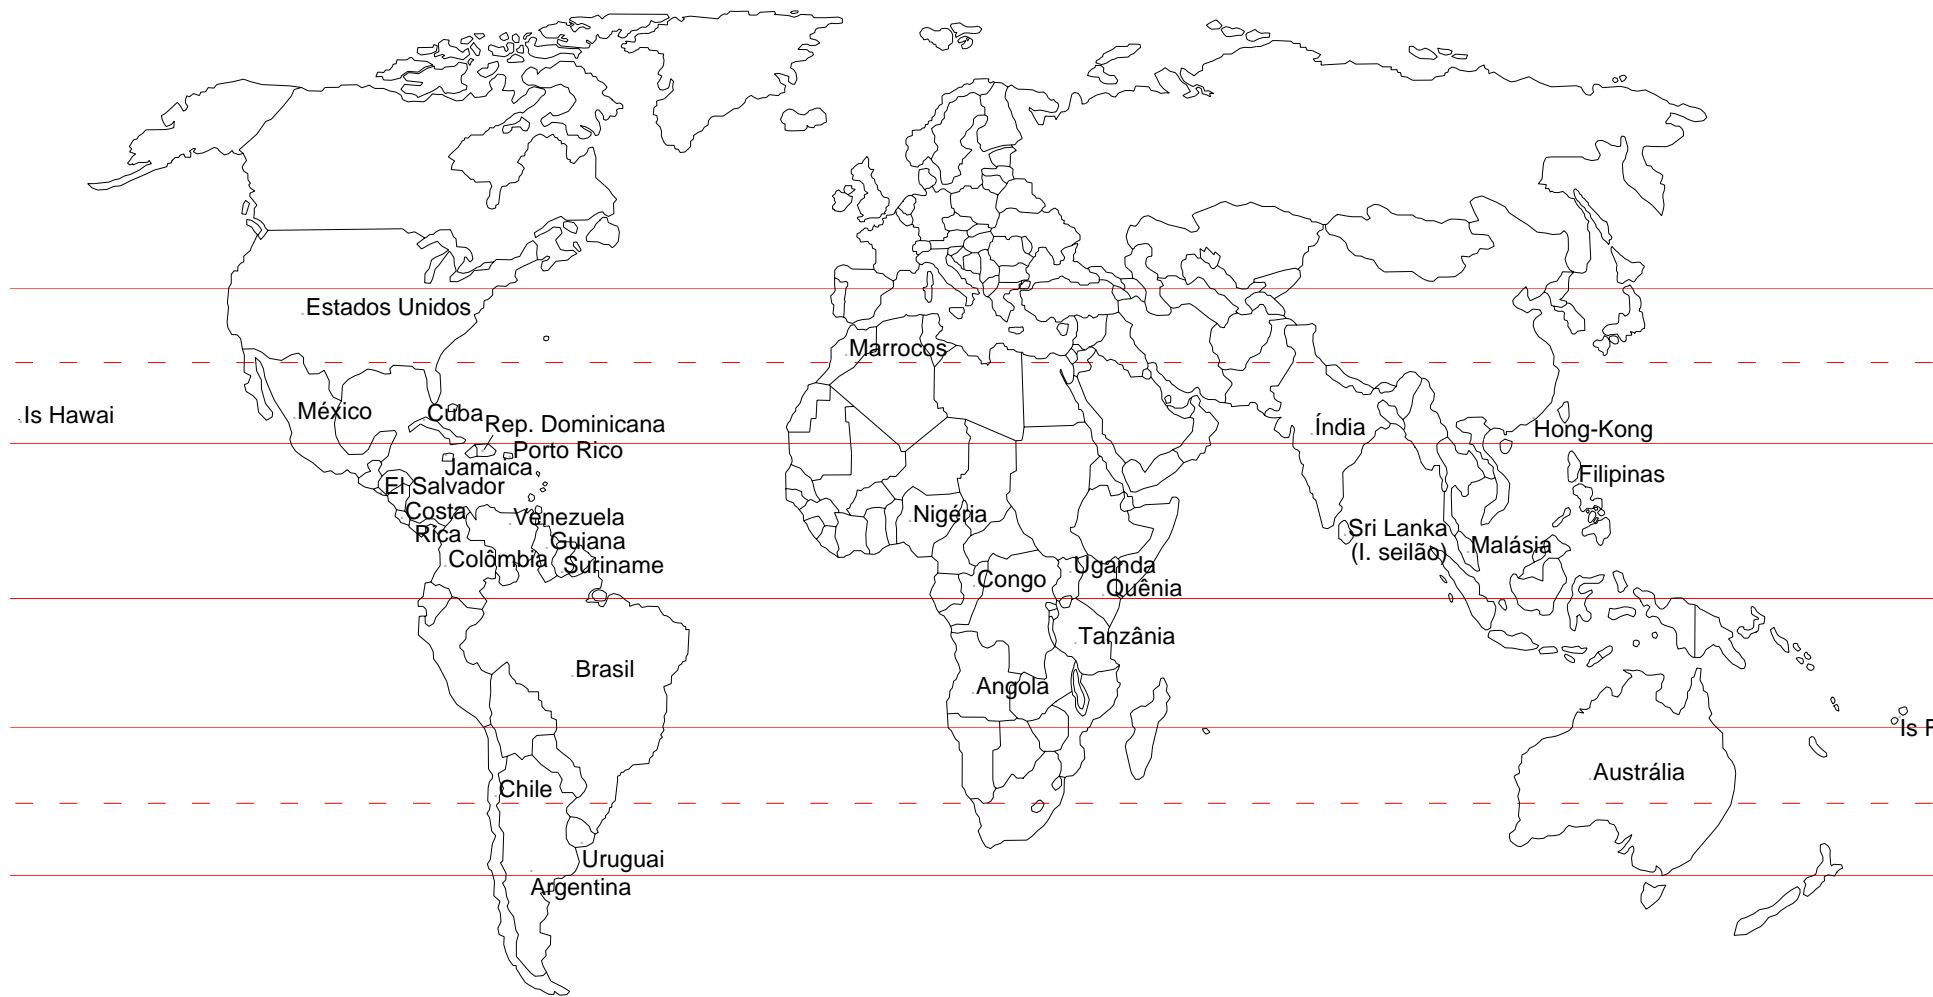 Estados Unidos
Marrocos
Is Hawai
México
Cuba
Rep. Dominicana
Porto Rico
Jamaica
El Salvador
Costa
Rica
Venezuela
Guiana
Colômbia
Suriname
Nigéria
Congo
Uganda
Quênia
Tanzânia
Angola
Índia
Hong-Kong
Filipinas
Sri Lanka
(I. seilão)
Malásia
Brasil
Is F
Chile
Austrália
Uruguai
Argentina